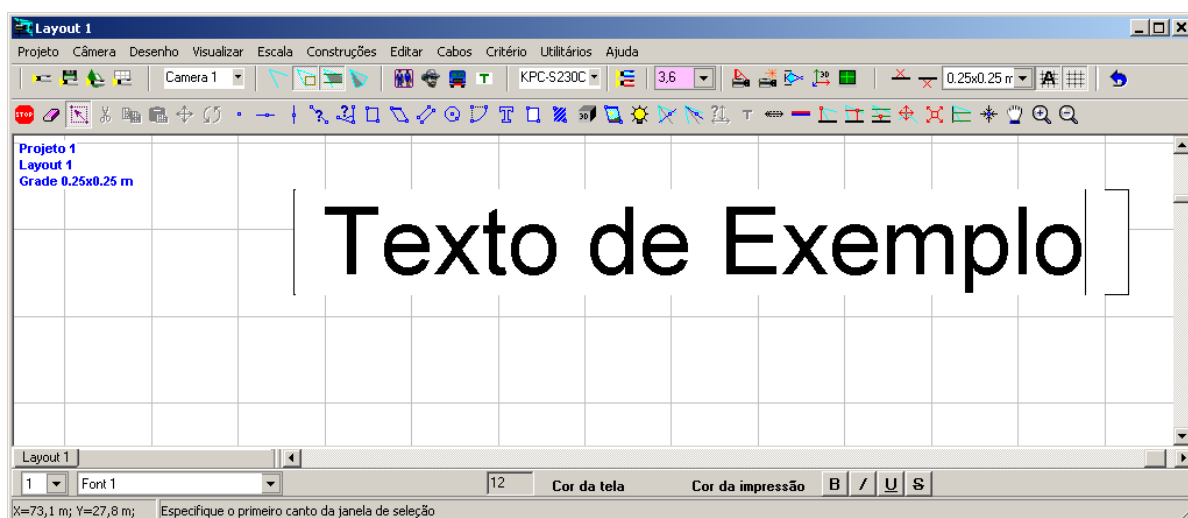 Layout 1
Projeto Câmera Desenho Visualizar Escala Construções Editar Cabos Critério Utilitários Ajuda
Camera 1 T KPC-S230C 3,6 0.25x0.25 m
STOP
Projeto 1
Layout 1
Grade 0.25x0.25 m
Texto de Exemplo
Layout 1
1 Font 1 12 Cor da tela Cor da impressão B I U S
X=73,1 m; Y=27,8 m; Especifique o primeiro canto da janela de seleção